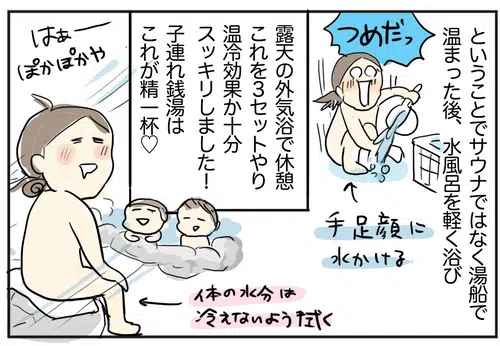 ということでサウナではなく湯船で
温まった後、水風呂を軽く浴び
つめだっ
手足顔に
水かける
露天の外気浴で休憩
これを3セットやり
温冷効果か十分
スッキリしました!
子連れ銭湯は
これが精一杯♡
はぁー
ぽかぽかや
体の水分は
冷えないよう拭く